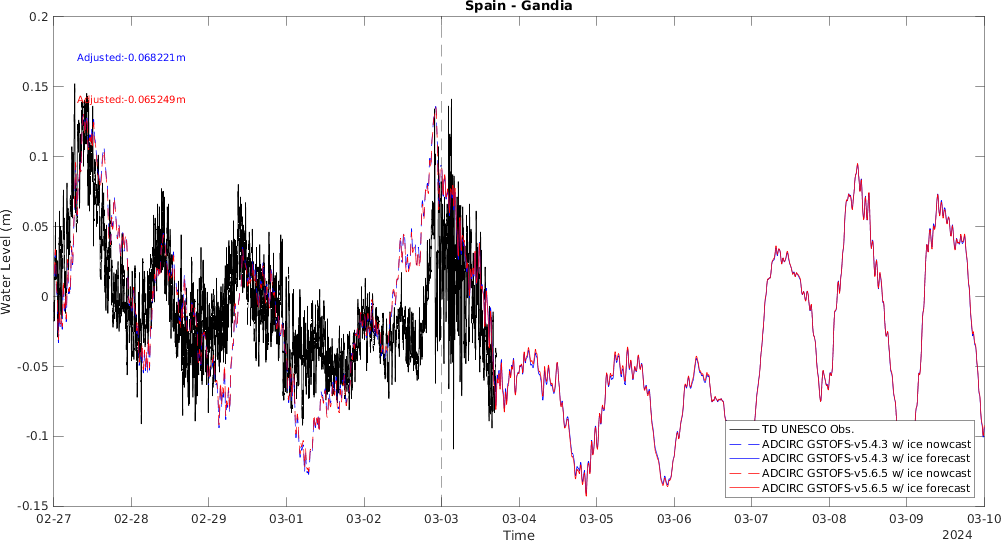 Spain - Gandia
0.2
0.15
0.1
0.05
0
-0.05
-0.1
-0.15
Water Level (m)
Adjusted:-0.068221m
Adjusted:-0.065249m
TD UNESCO Obs.
ADCIRC GSTOFS-v5.4.3 w/ ice nowcast
ADCIRC GSTOFS-v5.4.3 w/ ice forecast
ADCIRC GSTOFS-v5.6.5 w/ ice nowcast
ADCIRC GSTOFS-v5.6.5 w/ ice forecast
02-27 02-28 02-29 03-01 03-02 03-03 03-04 03-05 03-06 03-07 03-08 03-09 03-10
Time
2024